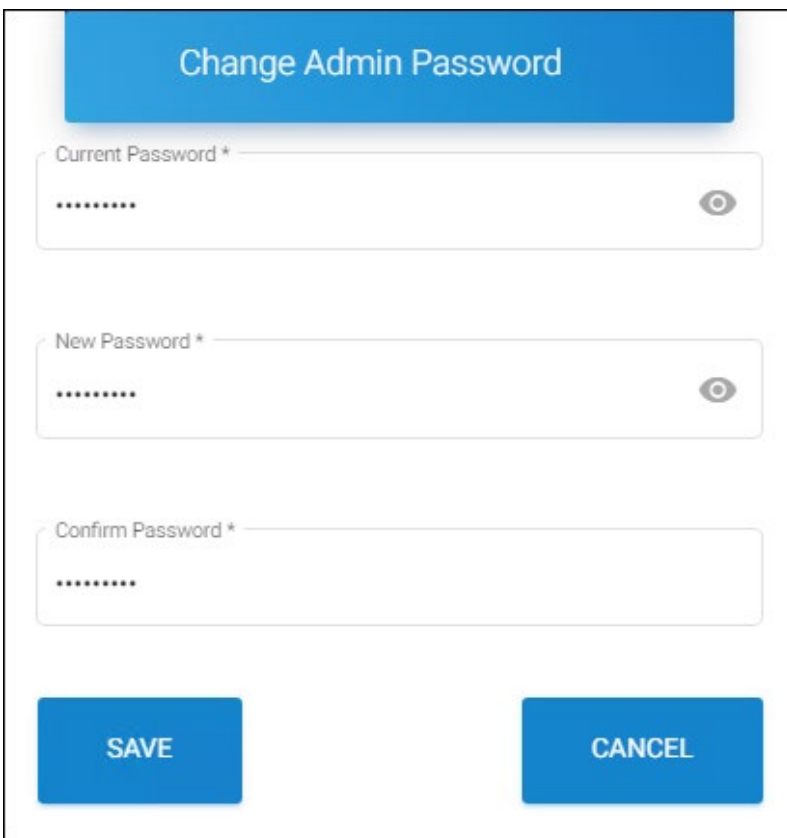 Change Admin Password
Current Password *
•••••••••
New Password *
•••••••••
Confirm Password *
•••••••••
SAVE
CANCEL